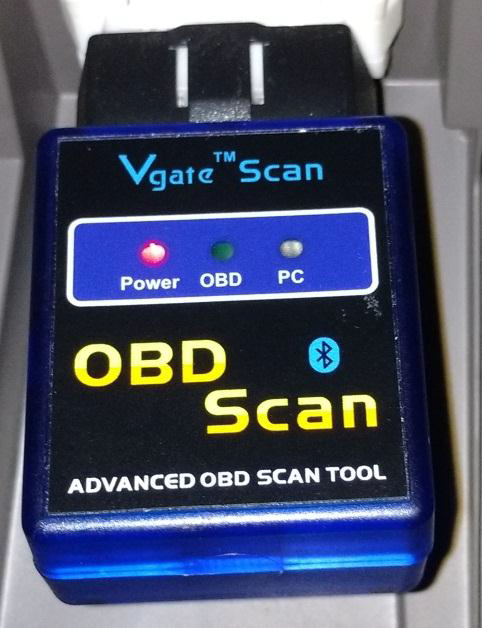 Vgate™ Scan
Power OBD PC
OBD
Scan
ADVANCED OBD SCAN TOOL